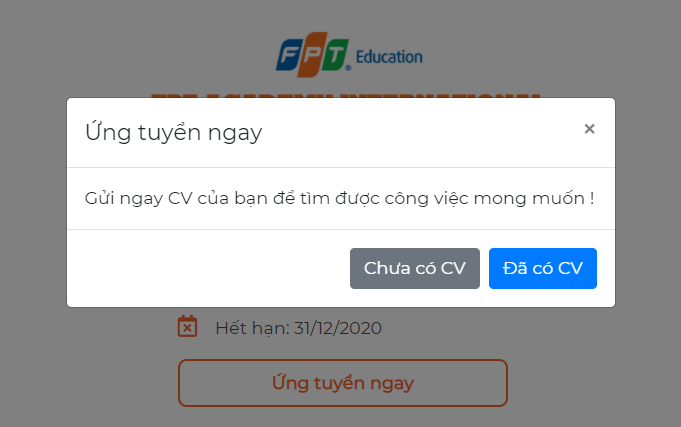 FPT Education
Ứng tuyển ngay
×
Gửi ngay CV của bạn để tìm được công việc mong muốn !
Chưa có CV
Đã có CV
Hết hạn: 31/12/2020
Ứng tuyển ngay